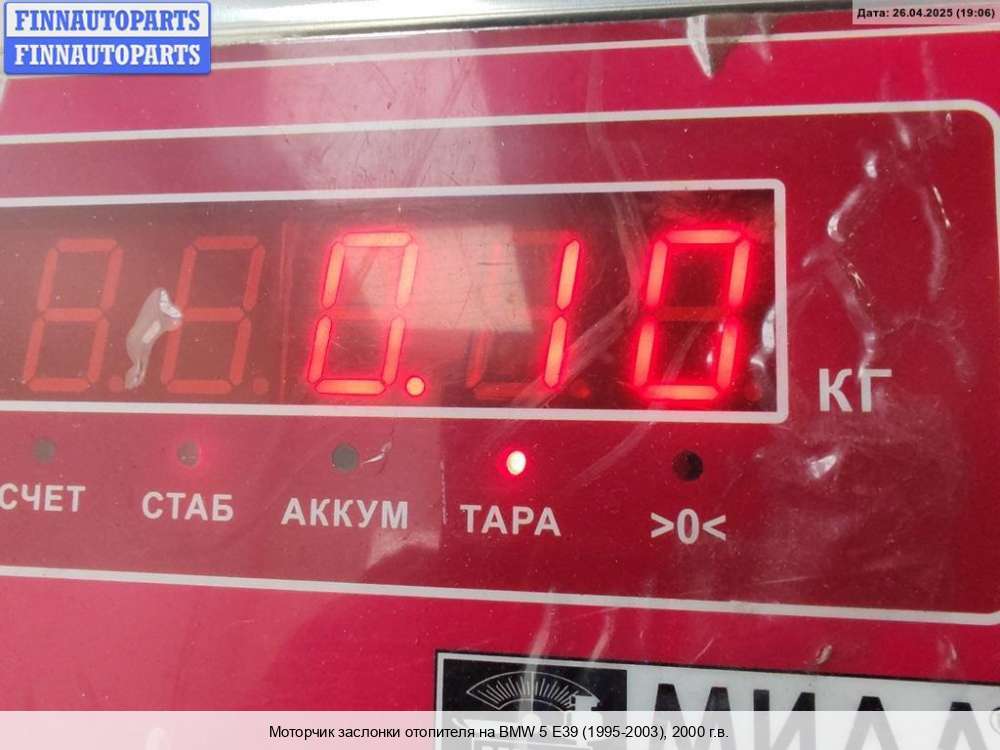 FINNAUTOPARTS
FINNAUTOPARTS
Дата: 26.04.2025 (19:06)
0.10
КГ
СЧЕТ СТАБ АККУМ ТАРА >0<
Моторчик заслонки отопителя на BMW 5 E39 (1995-2003), 2000 г.в.